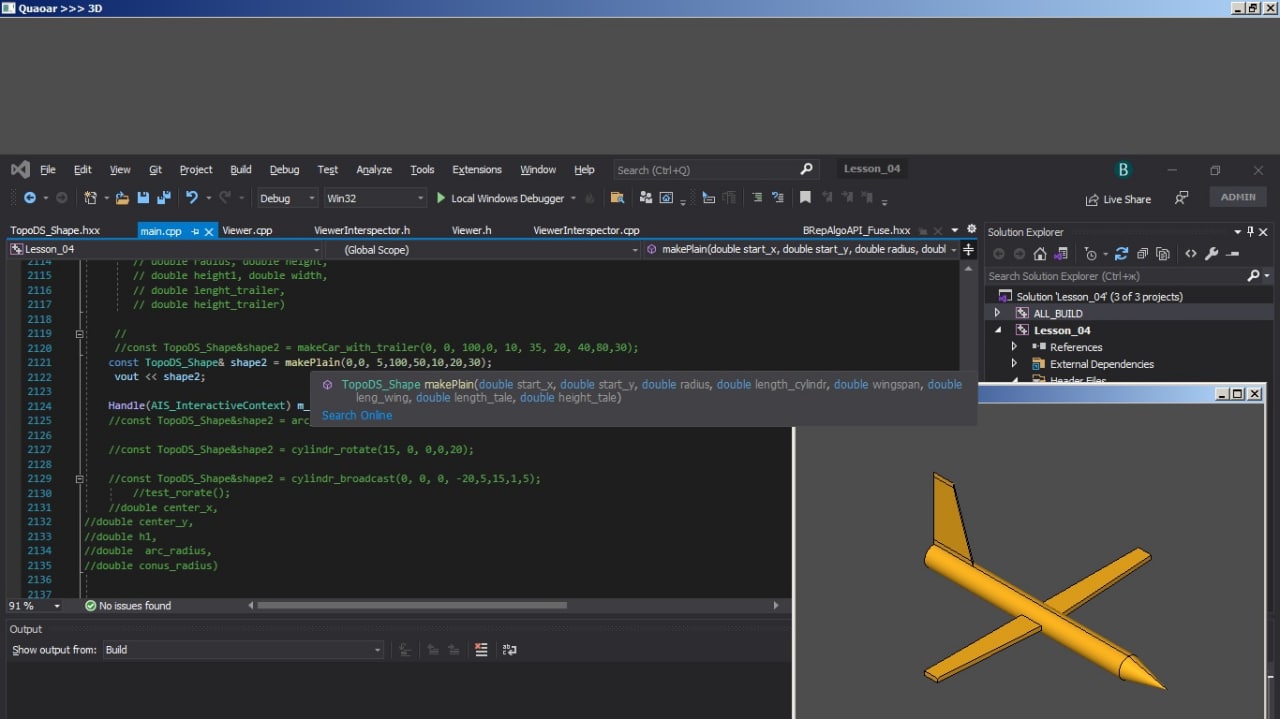 Quaoar >>> 3D
File Edit View Git Project Build Debug Test Analyze Tools Extensions Window Help Search (Ctrl+Q) Lesson_04 B
Debug Win32 Local Windows Debugger Live Share ADMIN
TopoDS_Shape.hxx main.cpp Viewer.cpp ViewerInterspector.h Viewer.h ViewerInterspector.cpp BRepAlgoAPI_Fuse.hxx
Lesson_04 (Global Scope) makePlain(double start_x, double start_y, double radius, doubl
2114 // double radius, double height,
2115 // double height1, double width,
2116 // double lenght_trailer,
2117 // double height_trailer)
2118
2119 //
2120 //const TopoDS_Shape&shape2 = makeCar_with_trailer(0, 0, 100,0, 10, 35, 20, 40,80,30);
2121 const TopoDS_Shape& shape2 = makePlain(0,0, 5,100,50,10,20,30);
2122 vout << shape2;
2123
2124 Handle(AIS_InteractiveContext) m_
2125 //const TopoDS_Shape&shape2 = arc
2126
2127 //const TopoDS_Shape&shape2 = cylindr_rotate(15, 0, 0,0,20);
2128
2129 //const TopoDS_Shape&shape2 = cylindr_broadcast(0, 0, 0, -20,5,15,1,5);
2130 //test_rorate();
2131 //double center_x,
2132 //double center_y,
2133 //double h1,
2134 //double arc_radius,
2135 //double conus_radius)
2136
2137
TopoDS_Shape makePlain(double start_x, double start_y, double radius, double length_cylindr, double wingspan, double
leng_wing, double length_tale, double height_tale)
Search Online
91 % No issues found
Output
Show output from: Build
Solution Explorer
Search Solution Explorer (Ctrl+ж)
Solution 'Lesson_04' (3 of 3 projects)
ALL_BUILD
Lesson_04
References
External Dependencies
Header Files